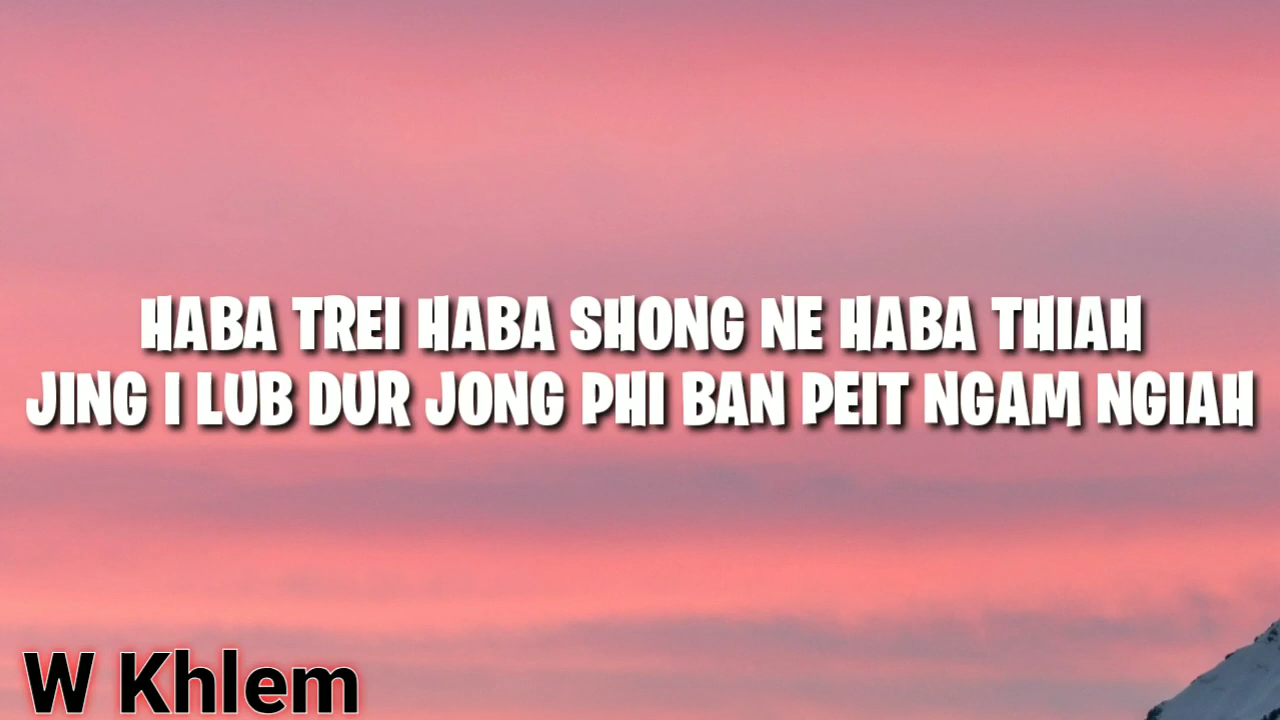 HABA TREI HABA SHONG NE HABA THIAH
JING I LUB DUR JONG PHI BAN PEIT NGAM NGIAH
W Khlem